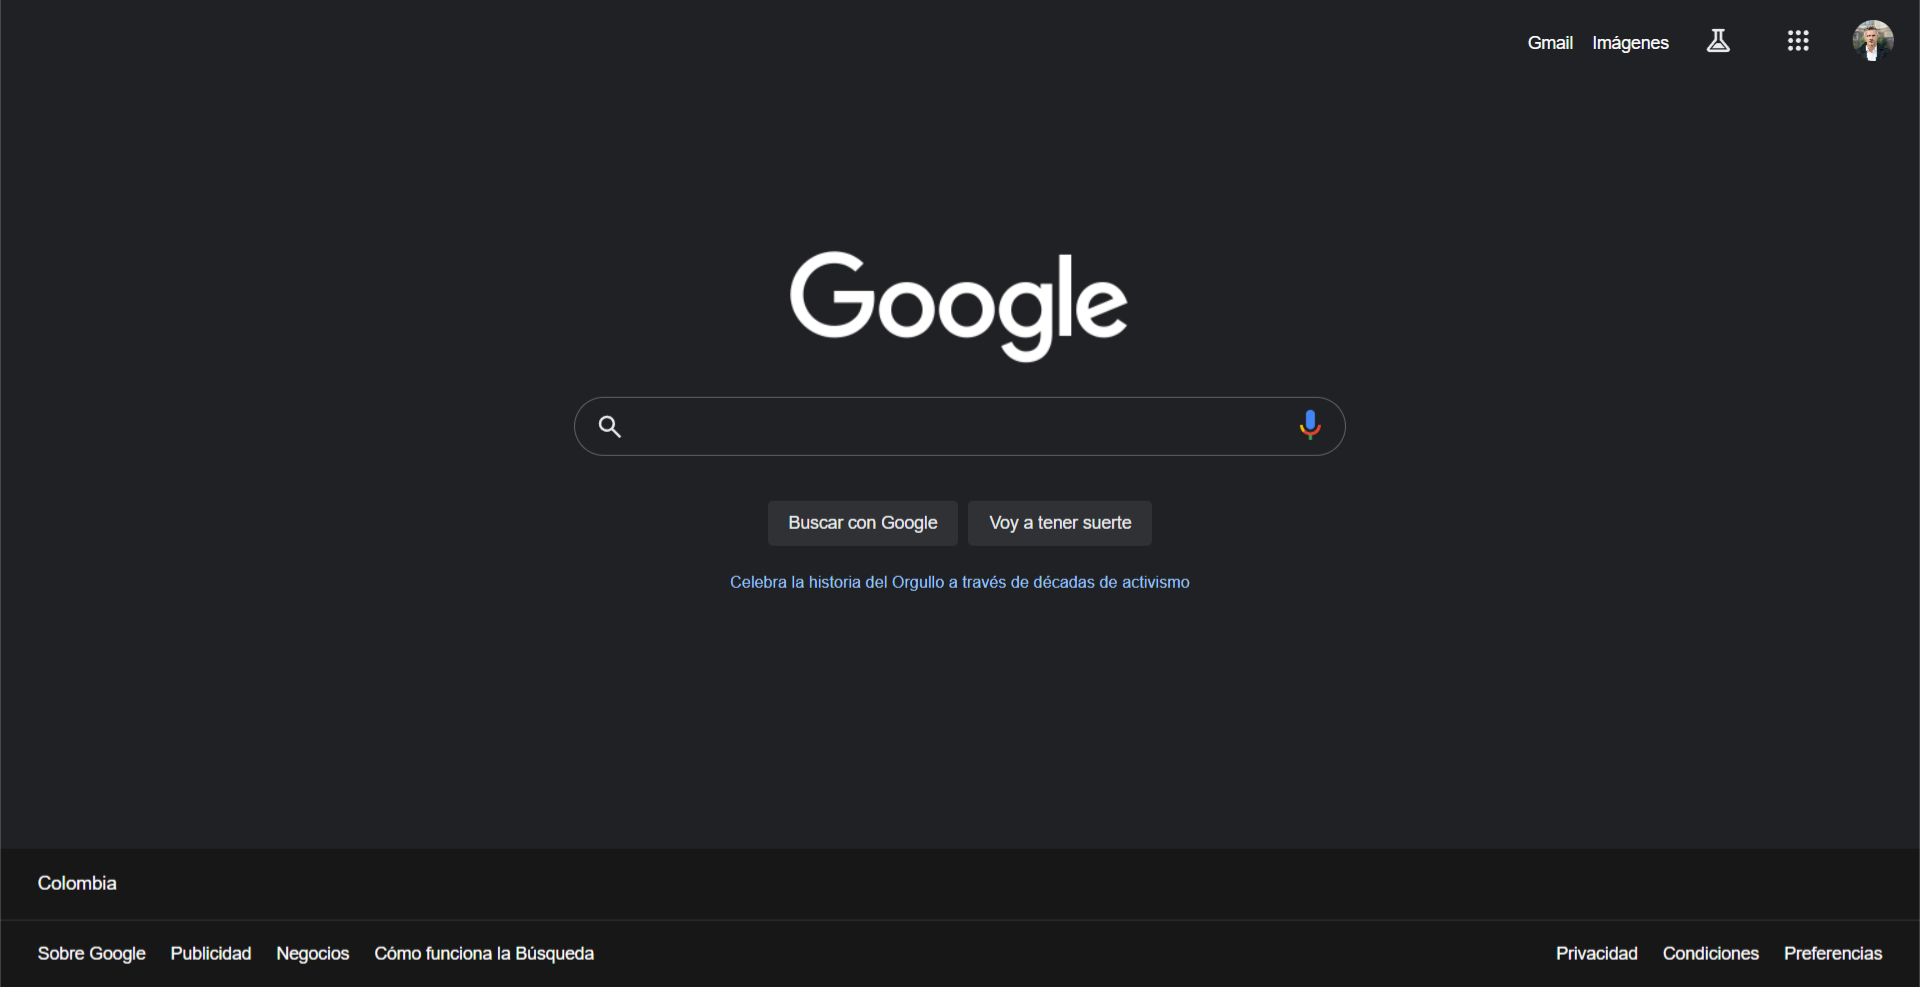 Gmail Imágenes
Google
Buscar con Google Voy a tener suerte
Celebra la historia del Orgullo a través de décadas de activismo
Colombia
Sobre Google Publicidad Negocios Cómo funciona la Búsqueda Privacidad Condiciones Preferencias